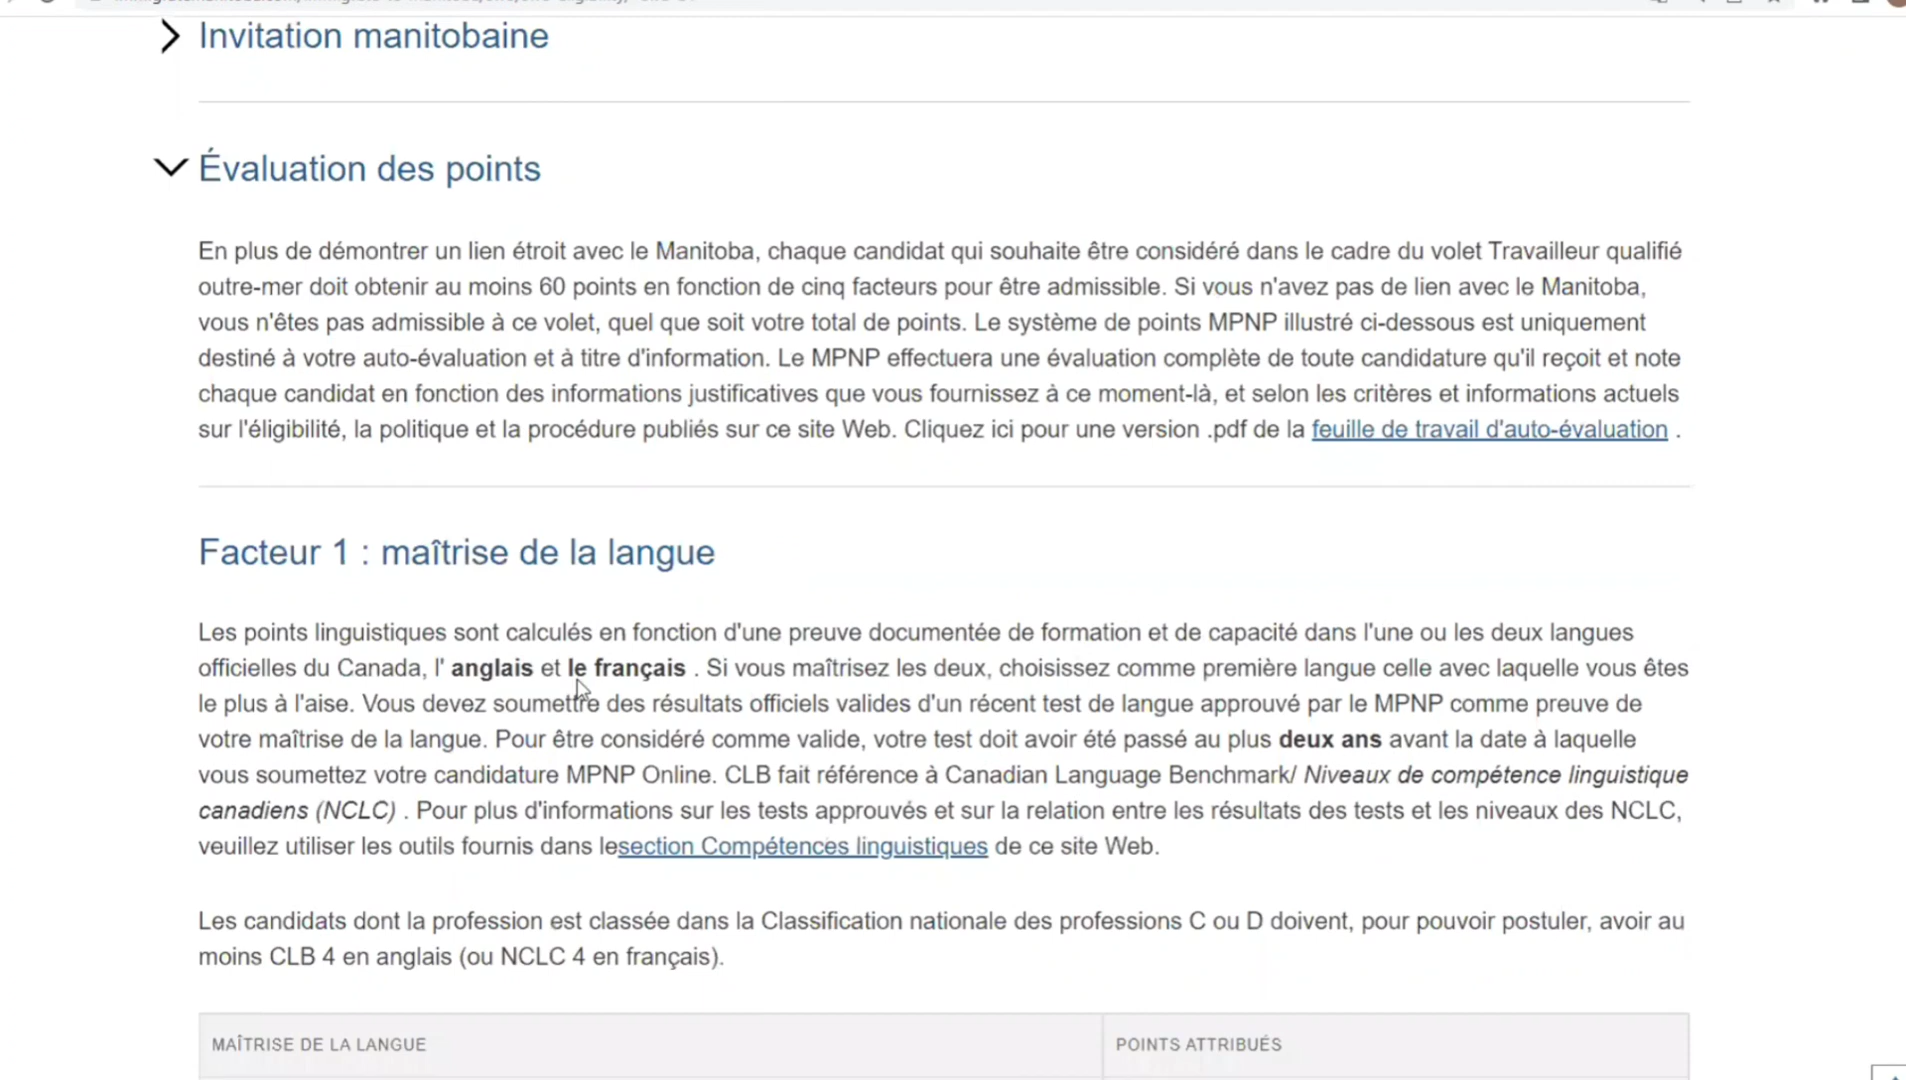 Invitation manitobaine
Évaluation des points
En plus de démontrer un lien étroit avec le Manitoba, chaque candidat qui souhaite être considéré dans le cadre du volet Travailleur qualifié
outre-mer doit obtenir au moins 60 points en fonction de cinq facteurs pour être admissible. Si vous n'avez pas de lien avec le Manitoba,
vous n'êtes pas admissible à ce volet, quel que soit votre total de points. Le système de points MPNP illustré ci-dessous est uniquement
destiné à votre auto-évaluation et à titre d'information. Le MPNP effectuera une évaluation complète de toute candidature qu'il reçoit et note
chaque candidat en fonction des informations justificatives que vous fournissez à ce moment-là, et selon les critères et informations actuels
sur l'éligibilité, la politique et la procédure publiés sur ce site Web. Cliquez ici pour une version .pdf de la feuille de travail d'auto-évaluation .
Facteur 1 : maîtrise de la langue
Les points linguistiques sont calculés en fonction d'une preuve documentée de formation et de capacité dans l'une ou les deux langues
officielles du Canada, l' anglais et le français . Si vous maîtrisez les deux, choisissez comme première langue celle avec laquelle vous êtes
le plus à l'aise. Vous devez soumettre des résultats officiels valides d'un récent test de langue approuvé par le MPNP comme preuve de
votre maîtrise de la langue. Pour être considéré comme valide, votre test doit avoir été passé au plus deux ans avant la date à laquelle
vous soumettez votre candidature MPNP Online. CLB fait référence à Canadian Language Benchmark/ Niveaux de compétence linguistique
canadiens (NCLC) . Pour plus d'informations sur les tests approuvés et sur la relation entre les résultats des tests et les niveaux des NCLC,
veuillez utiliser les outils fournis dans lesection Compétences linguistiques de ce site Web.
Les candidats dont la profession est classée dans la Classification nationale des professions C ou D doivent, pour pouvoir postuler, avoir au
moins CLB 4 en anglais (ou NCLC 4 en français).
MAÎTRISE DE LA LANGUE
POINTS ATTRIBUÉS